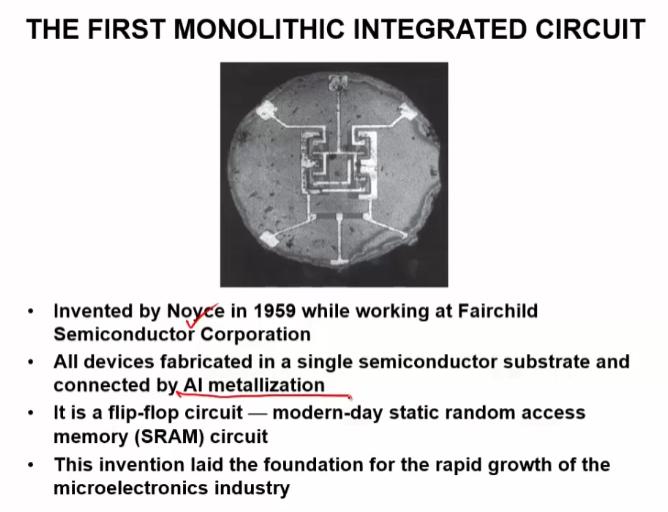 THE FIRST MONOLITHIC INTEGRATED CIRCUIT
• Invented by Noyce in 1959 while working at Fairchild
Semiconductor Corporation
• All devices fabricated in a single semiconductor substrate and
connected by Al metallization
• It is a flip-flop circuit — modern-day static random access
memory (SRAM) circuit
• This invention laid the foundation for the rapid growth of the
microelectronics industry